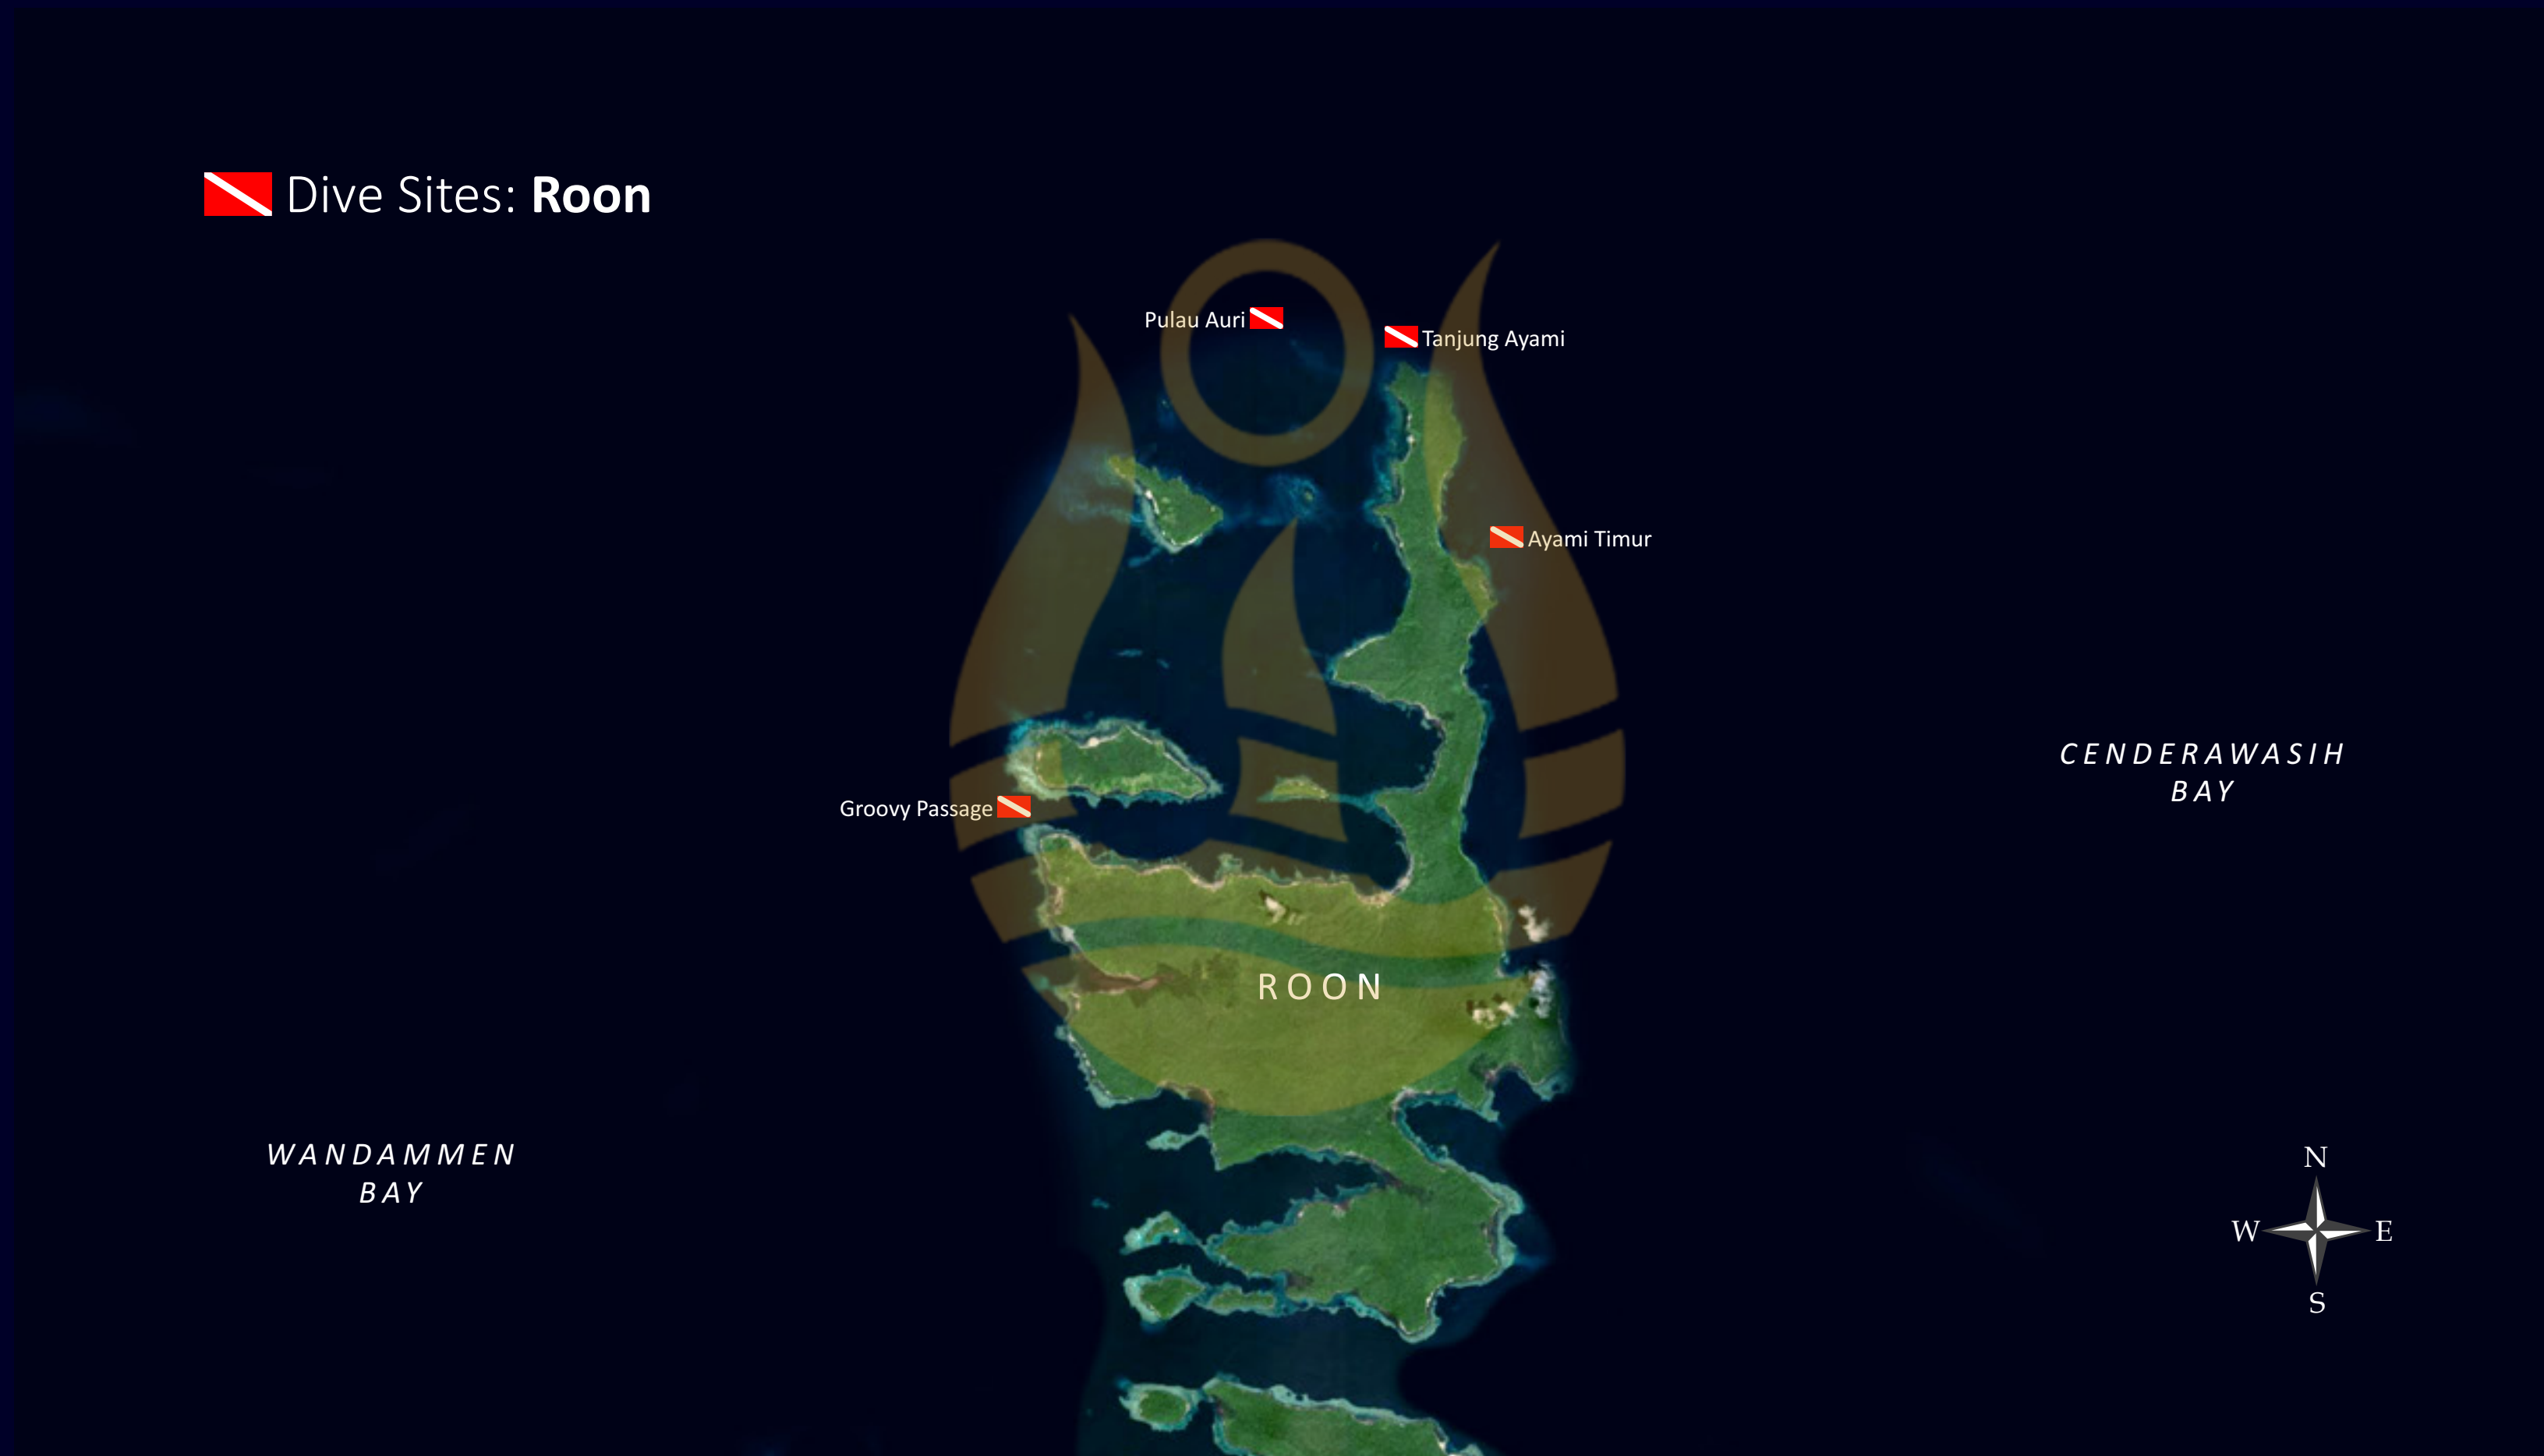 Dive Sites: Roon
Pulau Auri
Tanjung Ayami
Ayami Timur
CENDERAWASIH
BAY
Groovy Passage
ROON
WANDAMMEN
BAY
N
W E
S